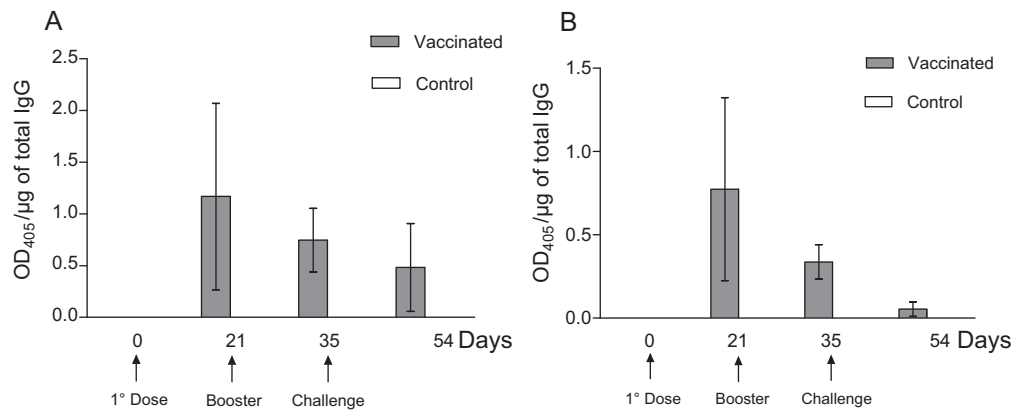 A
Vaccinated
Control
2.5
2.0
1.5
1.0
0.5
0.0
OD405/µg of total IgG
0 21 35 54 Days
1° Dose Booster Challenge
B
Vaccinated
Control
1.5
1.0
0.5
0.0
OD405/µg of total IgG
0 21 35 54 Days
1° Dose Booster Challenge